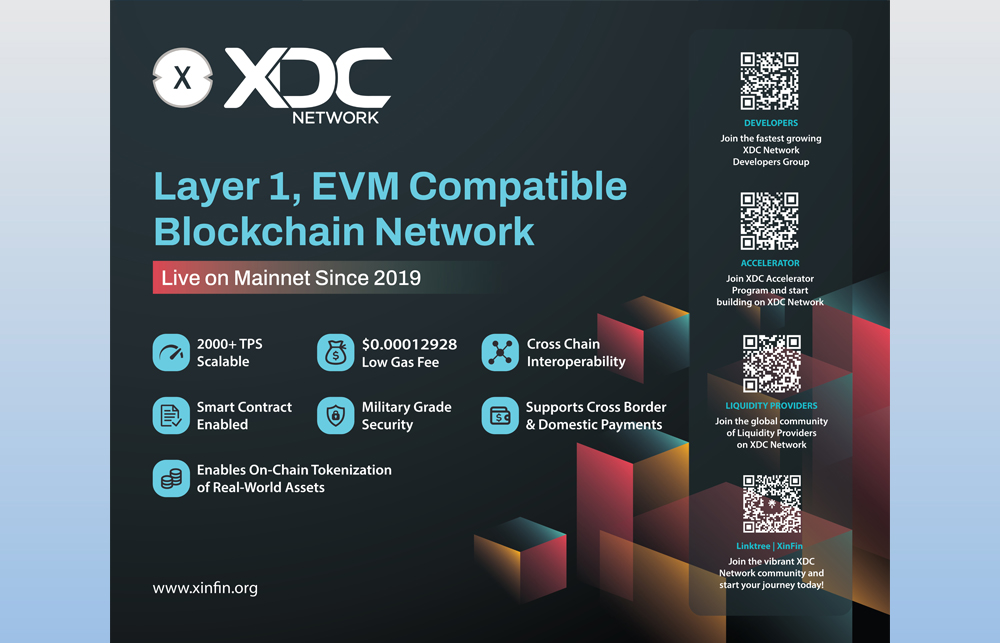 X
XDC
NETWORK
Layer 1, EVM Compatible
Blockchain Network
Live on Mainnet Since 2019
2000+ TPS
Scalable
$0.00012928
Low Gas Fee
Cross Chain
Interoperability
Smart Contract
Enabled
Military Grade
Security
Supports Cross Border
& Domestic Payments
Enables On-Chain Tokenization
of Real-World Assets
www.xinfin.org
DEVELOPERS
Join the fastest growing
XDC Network
Developers Group
ACCELERATOR
Join XDC Accelerator
Program and start
building on XDC Network
LIQUIDITY PROVIDERS
Join the global community
of Liquidity Providers
on XDC Network
Linktree | XinFin
Join the vibrant XDC
Network community and
start your journey today!